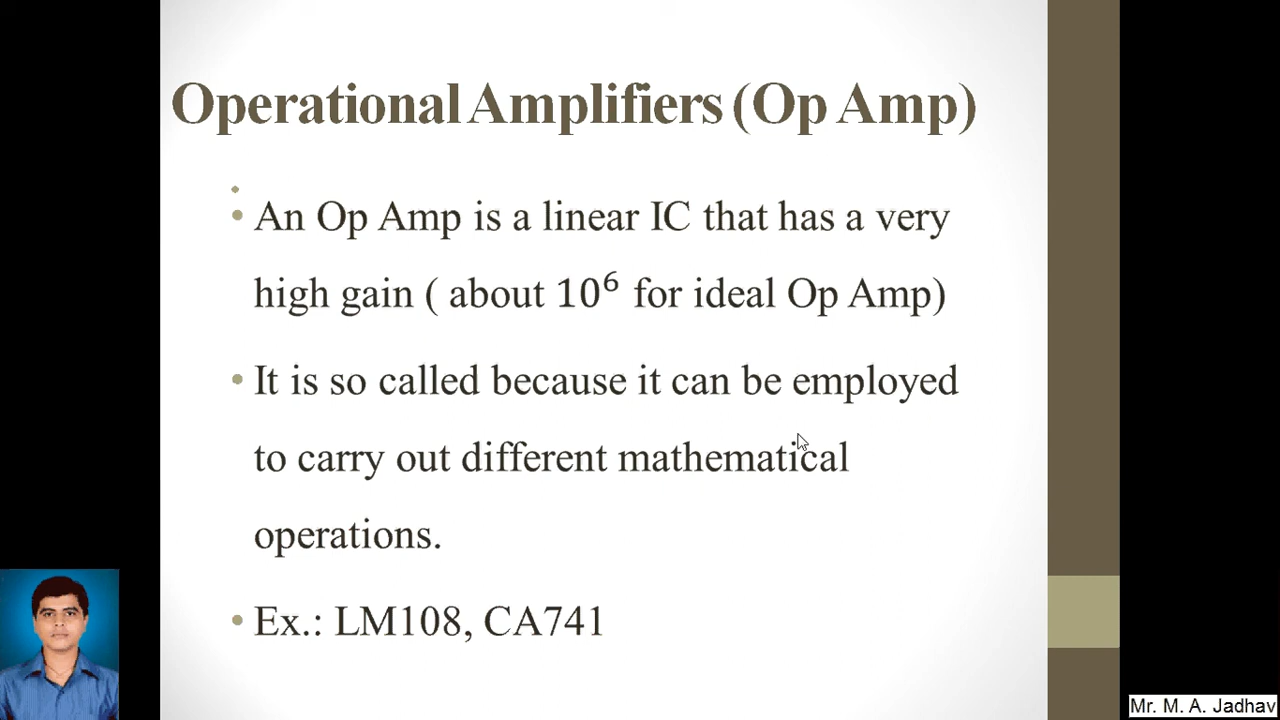 Operational Amplifiers (Op Amp)
•
• An Op Amp is a linear IC that has a very
high gain ( about 10⁶ for ideal Op Amp)
• It is so called because it can be employed
to carry out different mathematical
operations.
• Ex.: LM108, CA741
Mr. M. A. Jadhav